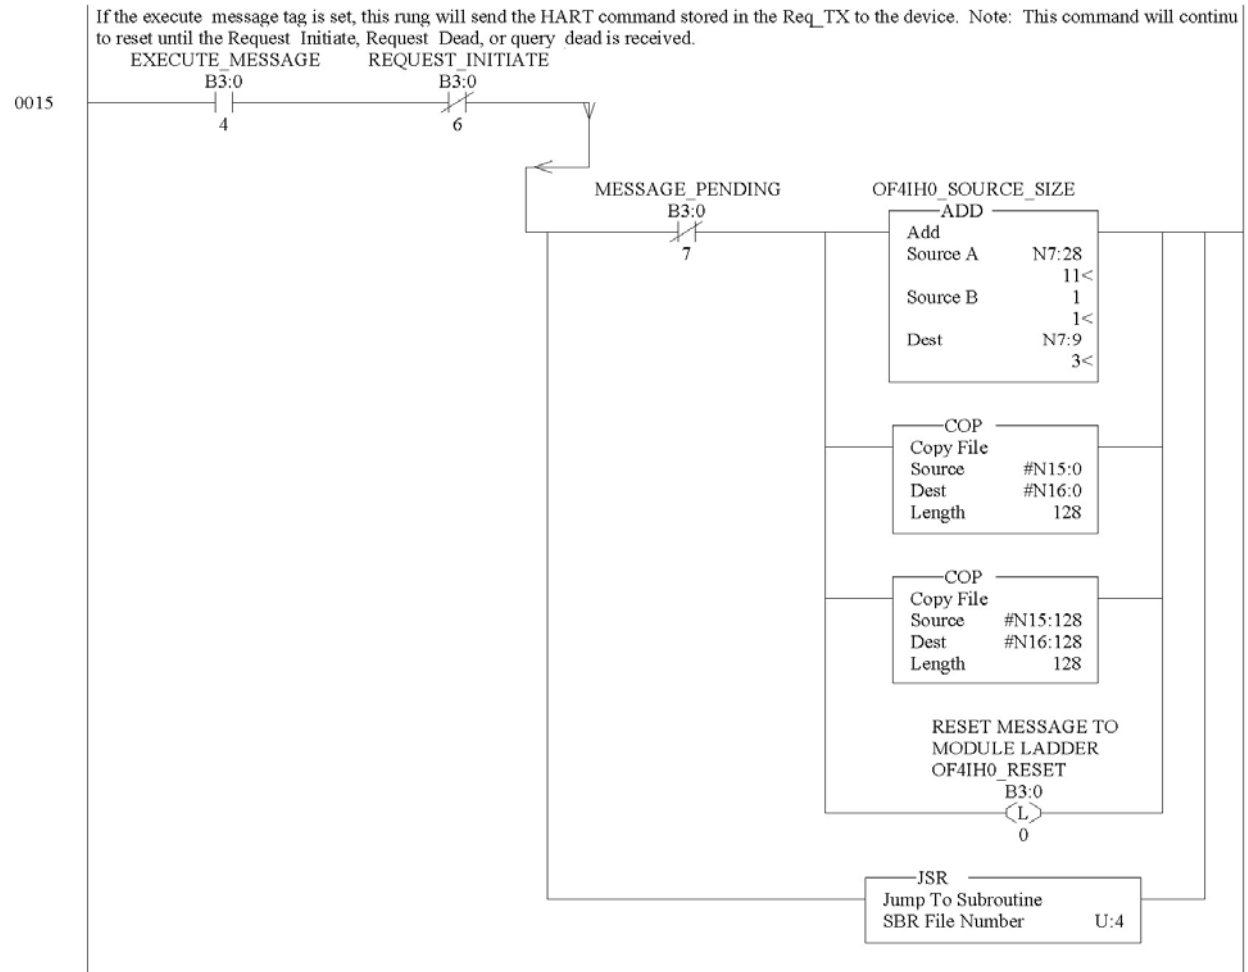 If the execute message tag is set, this rung will send the HART command stored in the Req_TX to the device. Note: This command will continu
to reset until the Request Initiate, Request Dead, or query dead is received.
EXECUTE_MESSAGE REQUEST_INITIATE
B3:0 B3:0
0015
4 6
MESSAGE_PENDING OF4IH0_SOURCE_SIZE
B3:0 ADD
Add
7 Source A N7:28
11<
Source B 1
1<
Dest N7:9
3<
COP
Copy File
Source #N15:0
Dest #N16:0
Length 128
COP
Copy File
Source #N15:128
Dest #N16:128
Length 128
RESET MESSAGE TO
MODULE LADDER
OF4IH0_RESET
B3:0
L
0
JSR
Jump To Subroutine
SBR File Number U:4